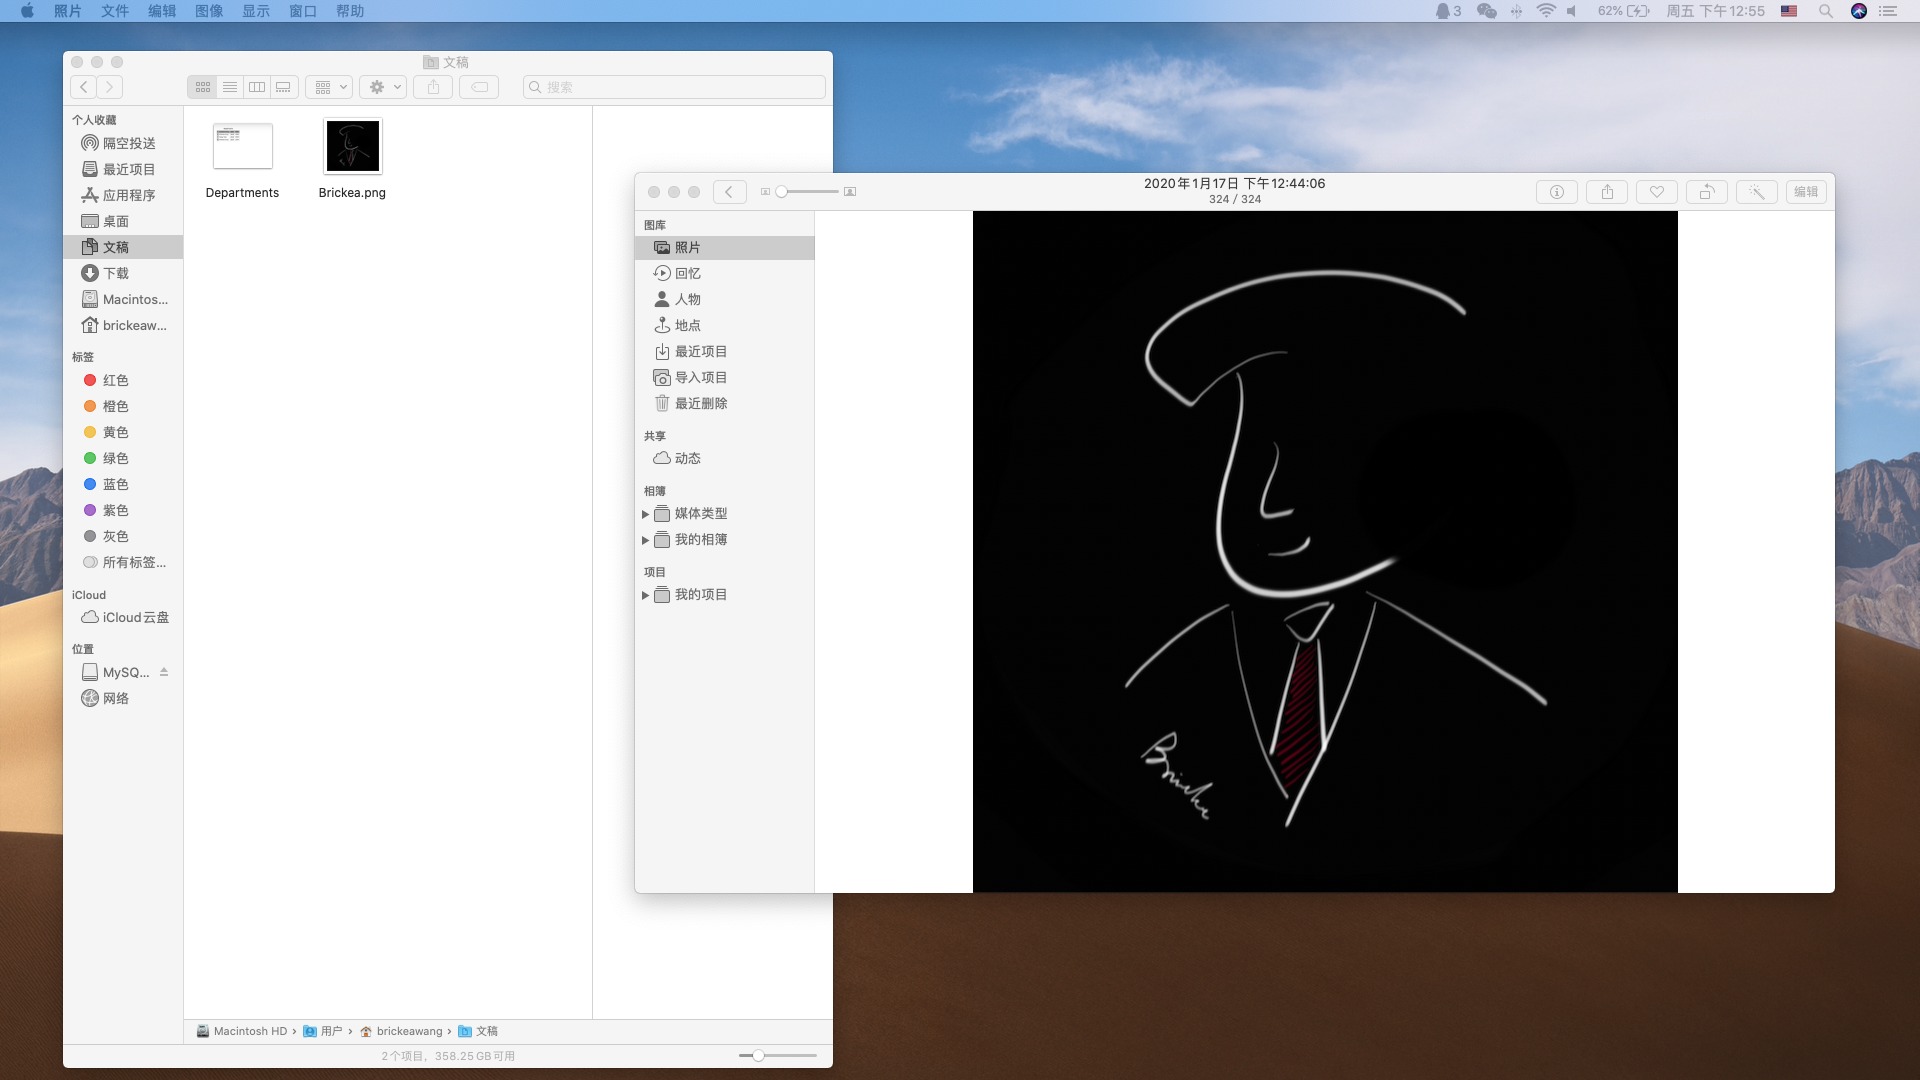 照片 文件 编辑 图像 显示 窗口 帮助
3 62% 周五 下午12:55
文稿
搜索
个人收藏
隔空投送
最近项目
应用程序
桌面
文稿
下载
Macintos...
brickeaw...
标签
红色
橙色
黄色
绿色
蓝色
紫色
灰色
所有标签...
iCloud
iCloud云盘
位置
MySQ...
网络
Departments
Brickea.png
Macintosh HD › 用户 › brickeawang › 文稿
2个项目，358.25 GB可用
2020年1月17日 下午12:44:06
324 / 324
编辑
图库
照片
回忆
人物
地点
最近项目
导入项目
最近删除
共享
动态
相簿
媒体类型
我的相簿
项目
我的项目